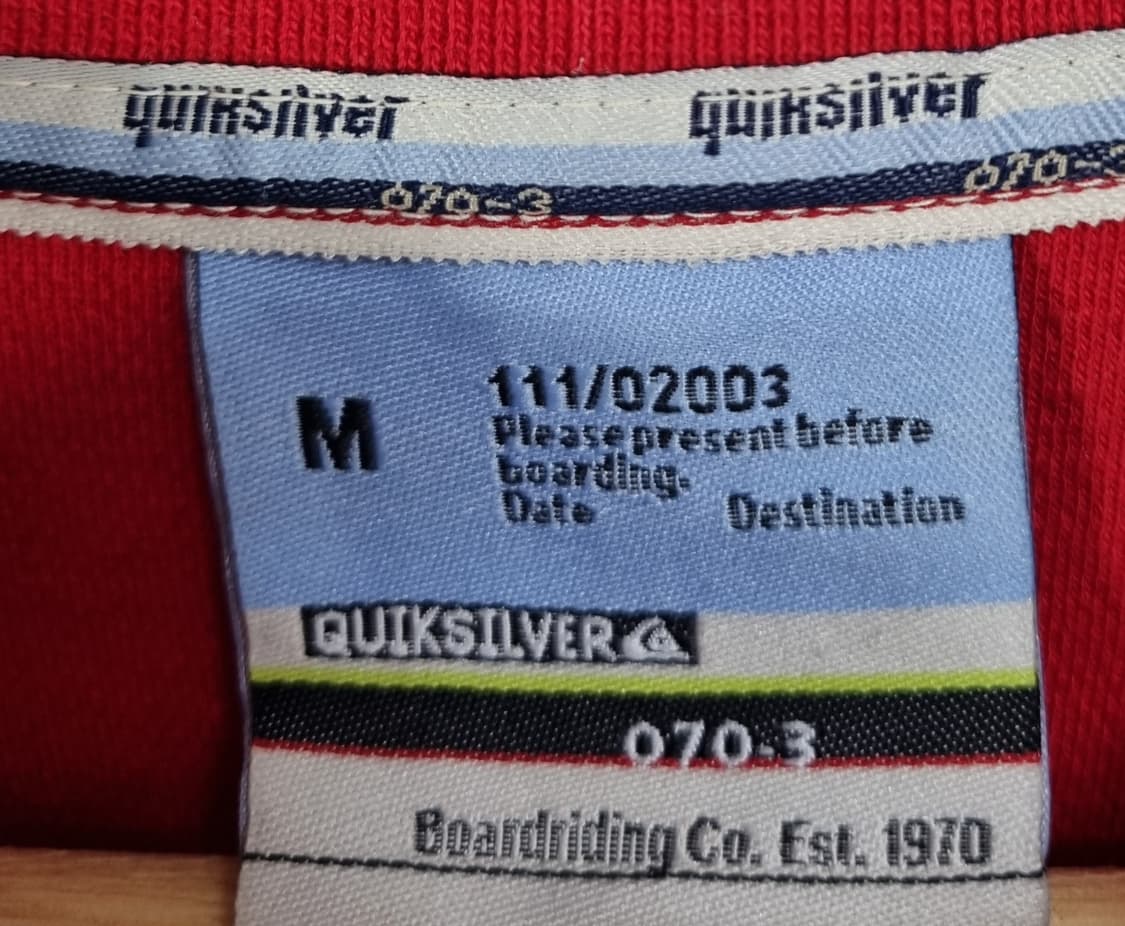 quiksilver quiksilver
070-3 070-3
M
111/02003
Please present before
boarding.
Date Destination
QUIKSILVER
070-3
Boardriding Co. Est. 1970